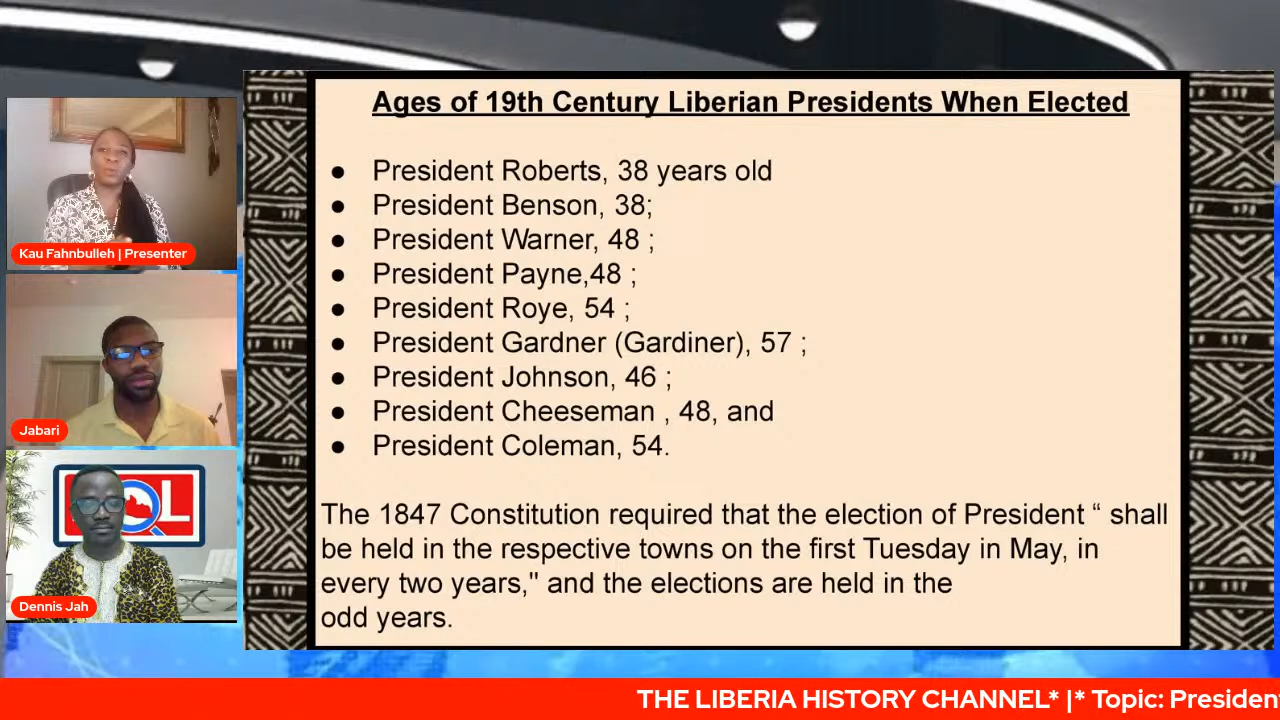 Ages of 19th Century Liberian Presidents When Elected
● President Roberts, 38 years old
● President Benson, 38;
● President Warner, 48 ;
● President Payne,48 ;
● President Roye, 54 ;
● President Gardner (Gardiner), 57 ;
● President Johnson, 46 ;
● President Cheeseman , 48, and
● President Coleman, 54.
The 1847 Constitution required that the election of President “ shall
be held in the respective towns on the first Tuesday in May, in
every two years," and the elections are held in the
odd years.
Kau Fahnbulleh | Presenter
Jabari
OL
Dennis Jah
THE LIBERIA HISTORY CHANNEL* |* Topic: President